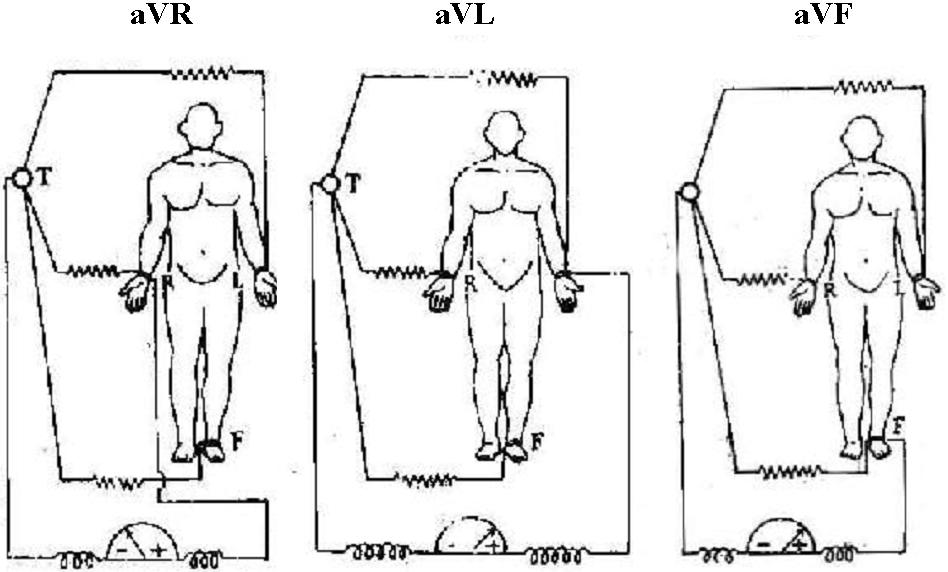 aVR aVL aVF
T T
R L R R L
F F F
- + - + - +